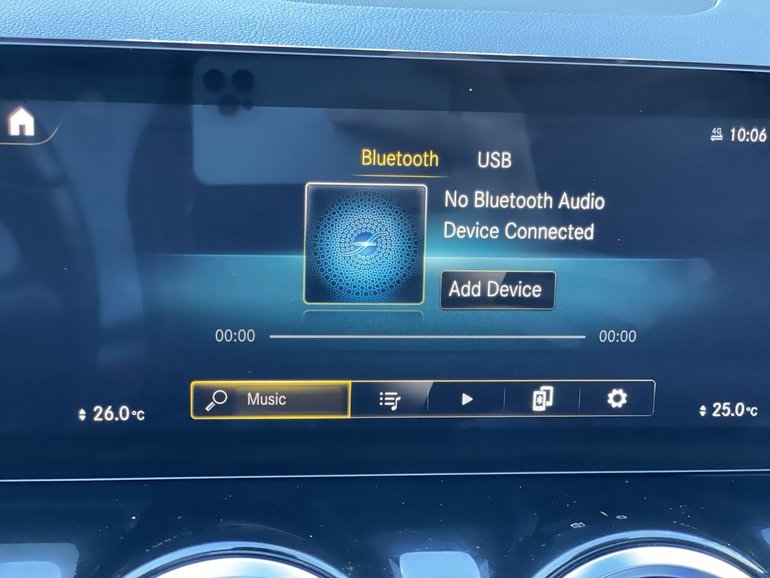 4G 10:06
Bluetooth USB
No Bluetooth Audio
Device Connected
Add Device
00:00 00:00
Music
26.0°C 25.0°C